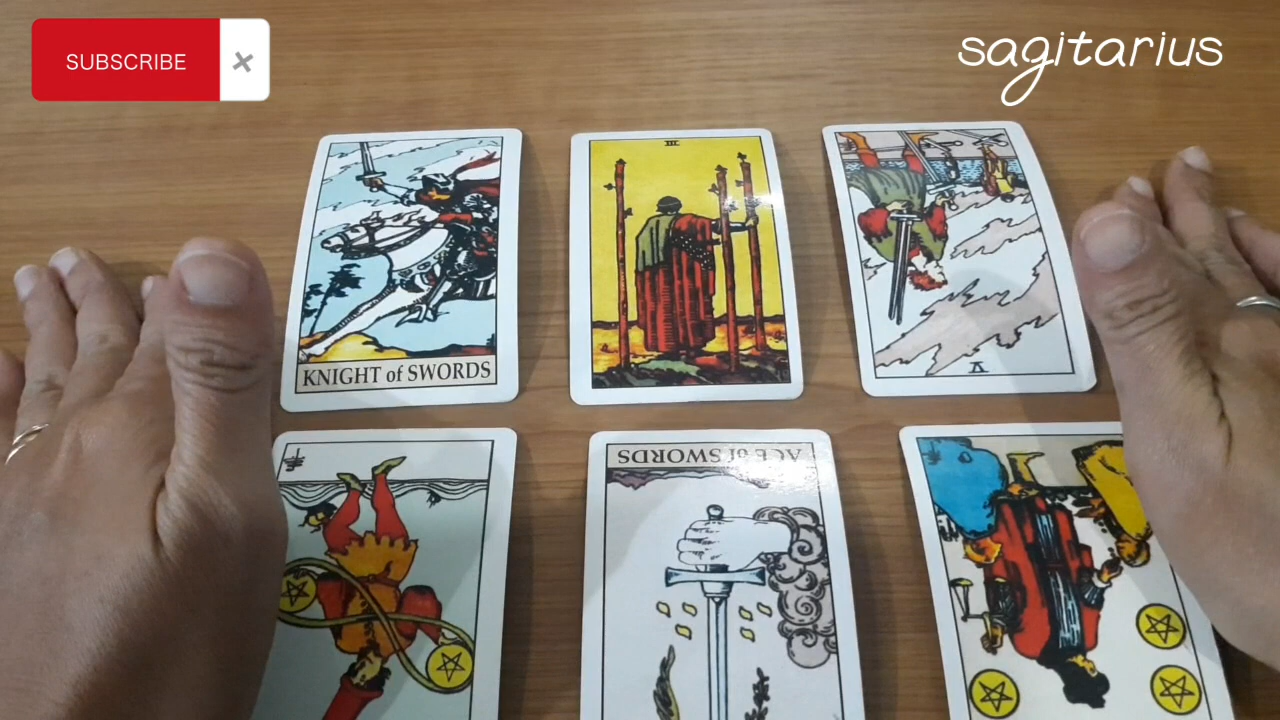 SUBSCRIBE
sagitarius
III
KNIGHT of SWORDS
V
ACE of SWORDS